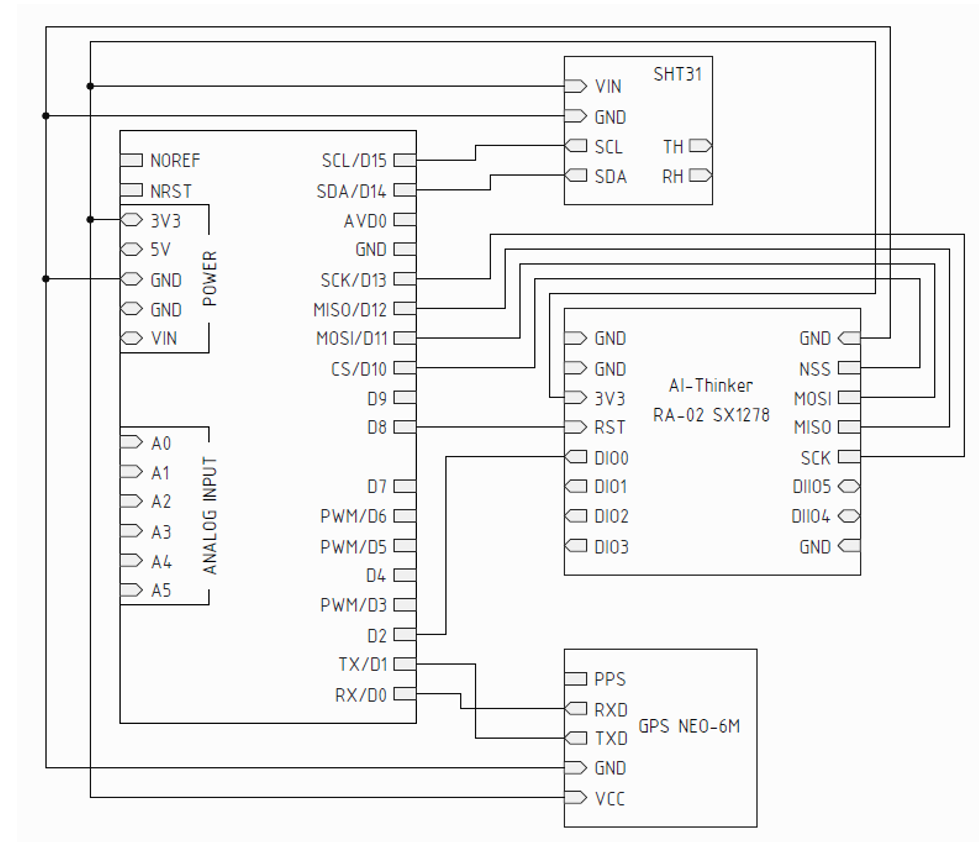 SHT31
VIN
GND
SCL
TH
SDA
RH
NOREF
NRST
3V3
5V
GND
GND
VIN
POWER
A0
A1
A2
A3
A4
A5
ANALOG INPUT
SCL/D15
SDA/D14
AVD0
GND
SCK/D13
MISO/D12
MOSI/D11
CS/D10
D9
D8
D7
PWM/D6
PWM/D5
D4
PWM/D3
D2
TX/D1
RX/D0
GND
GND
3V3
RST
DIO0
DIO1
DIO2
DIO3
AI-Thinker
RA-02 SX1278
GND
NSS
MOSI
MISO
SCK
DIIO5
DIIO4
GND
PPS
RXD
TXD
GND
VCC
GPS NEO-6M